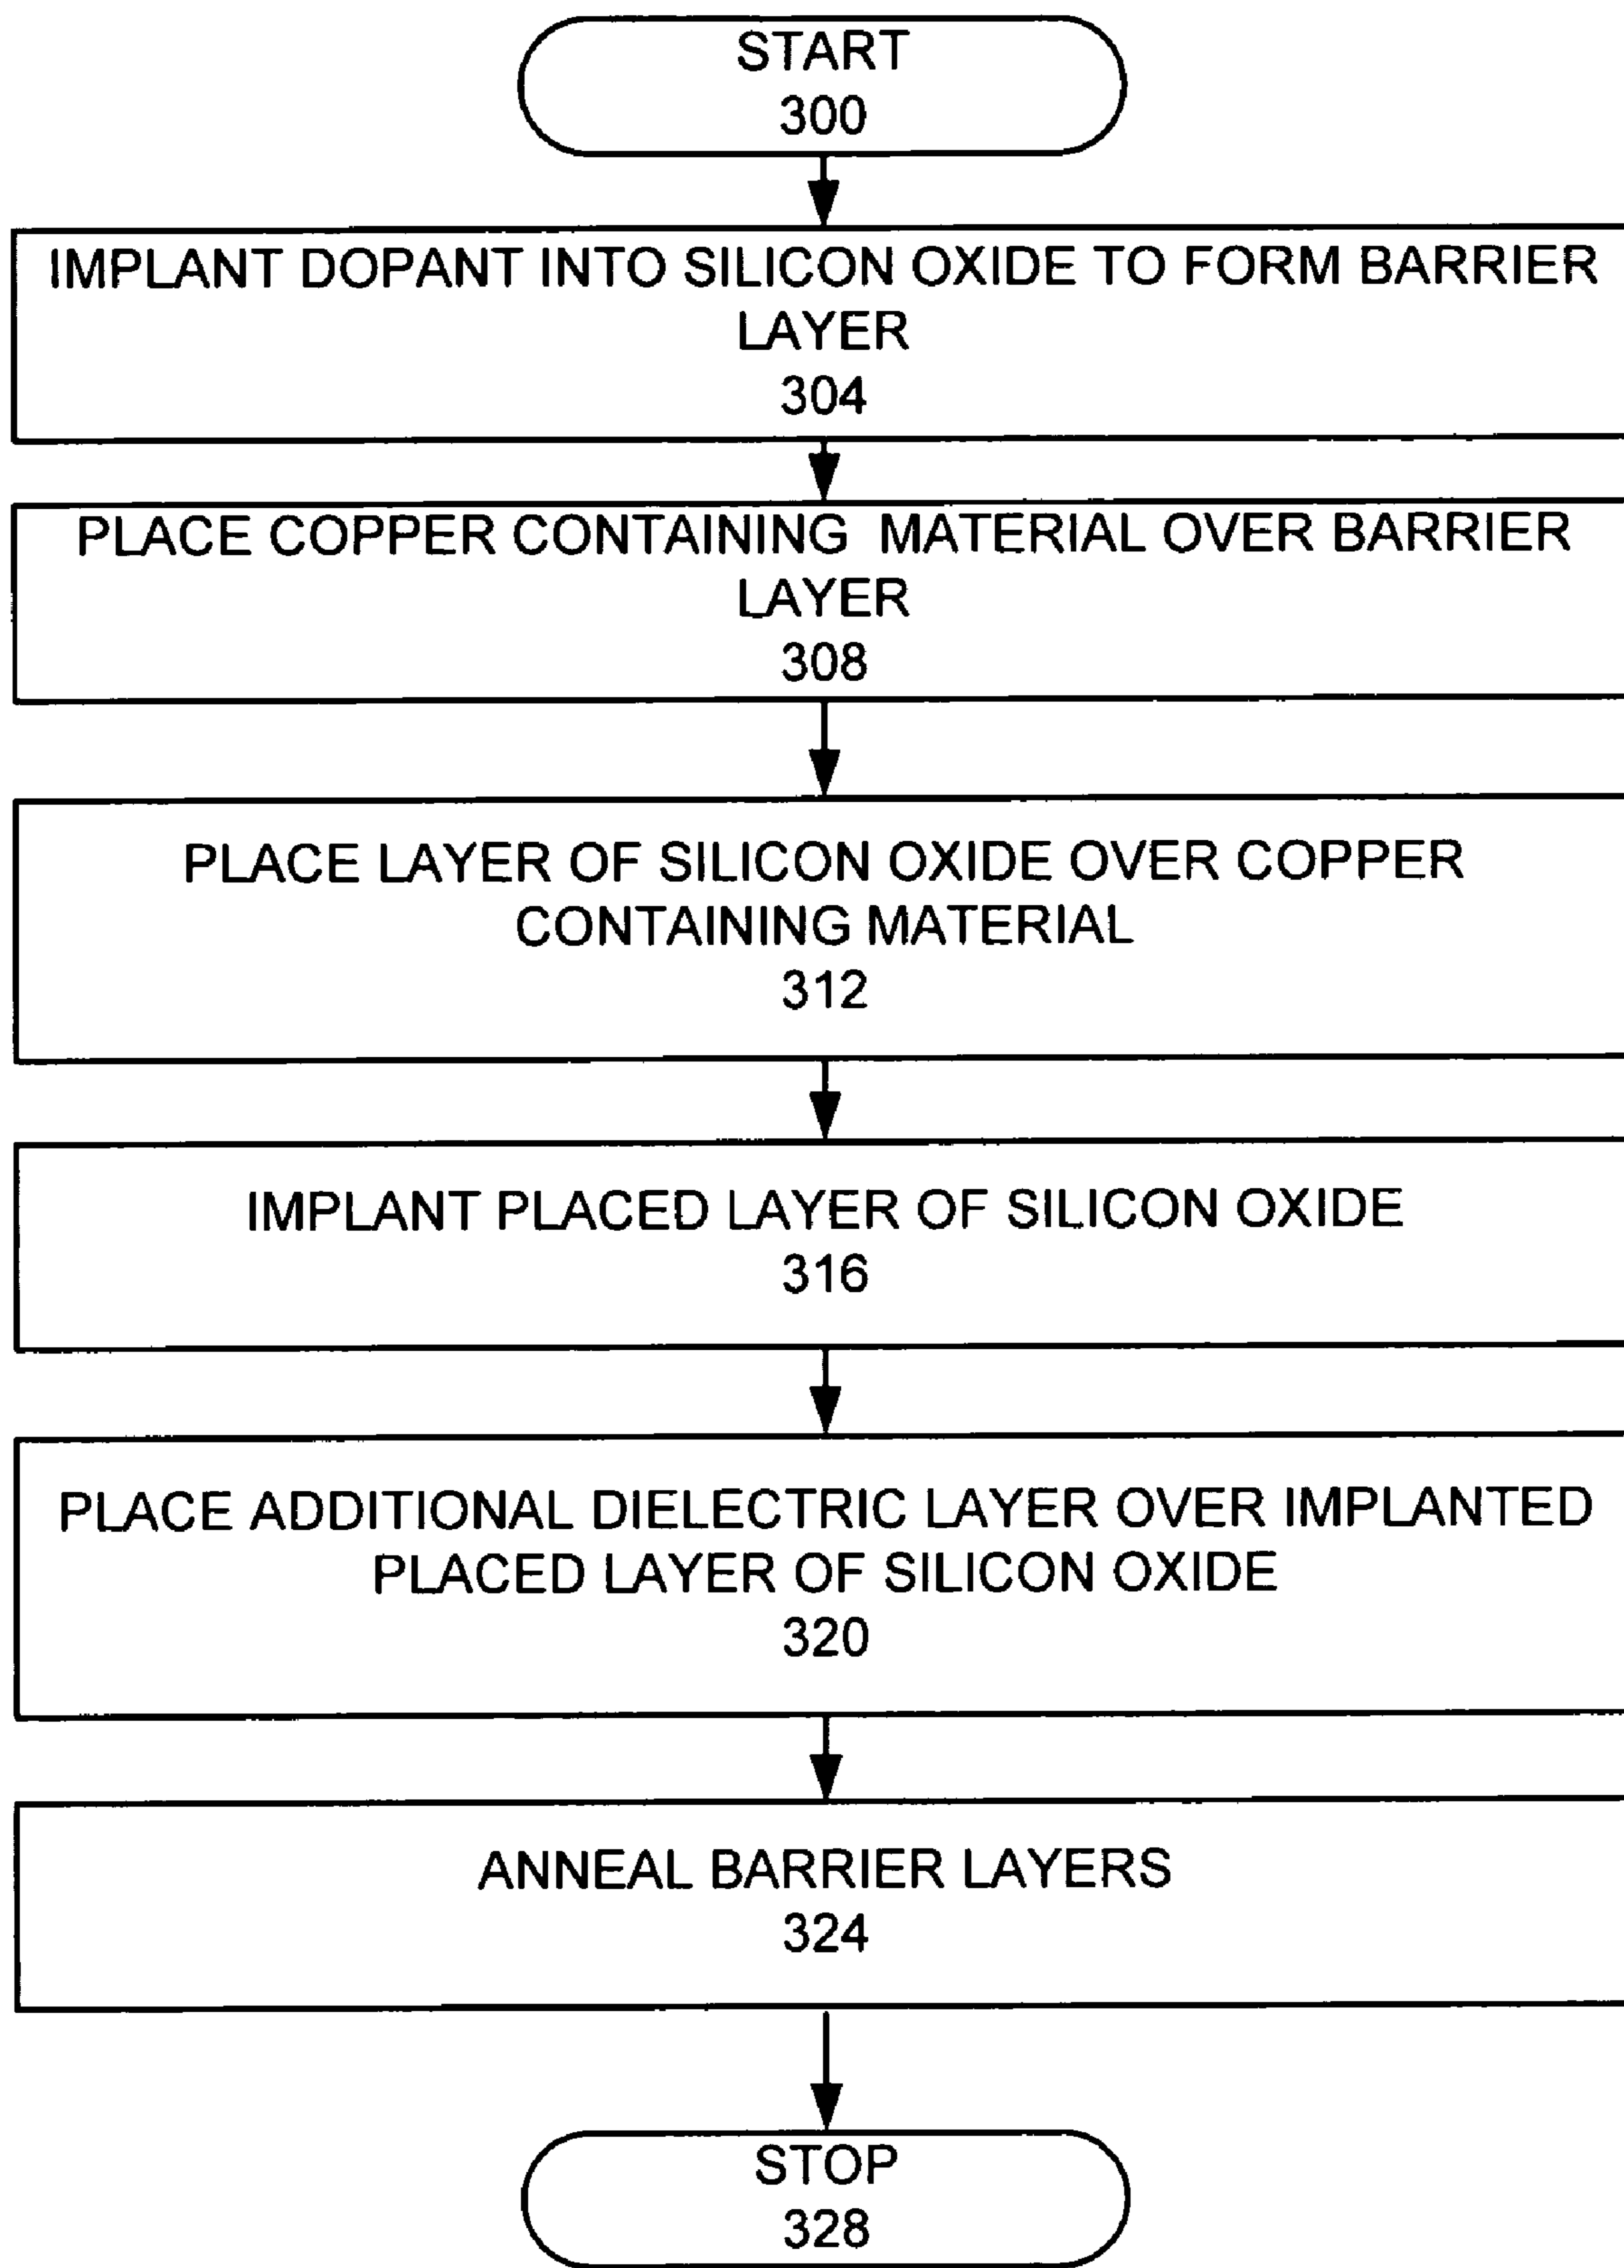 START
300
IMPLANT DOPANT INTO SILICON OXIDE TO FORM BARRIER
LAYER
304
PLACE COPPER CONTAINING MATERIAL OVER BARRIER
LAYER
308
PLACE LAYER OF SILICON OXIDE OVER COPPER
CONTAINING MATERIAL
312
IMPLANT PLACED LAYER OF SILICON OXIDE
316
PLACE ADDITIONAL DIELECTRIC LAYER OVER IMPLANTED
PLACED LAYER OF SILICON OXIDE
320
ANNEAL BARRIER LAYERS
324
STOP
328